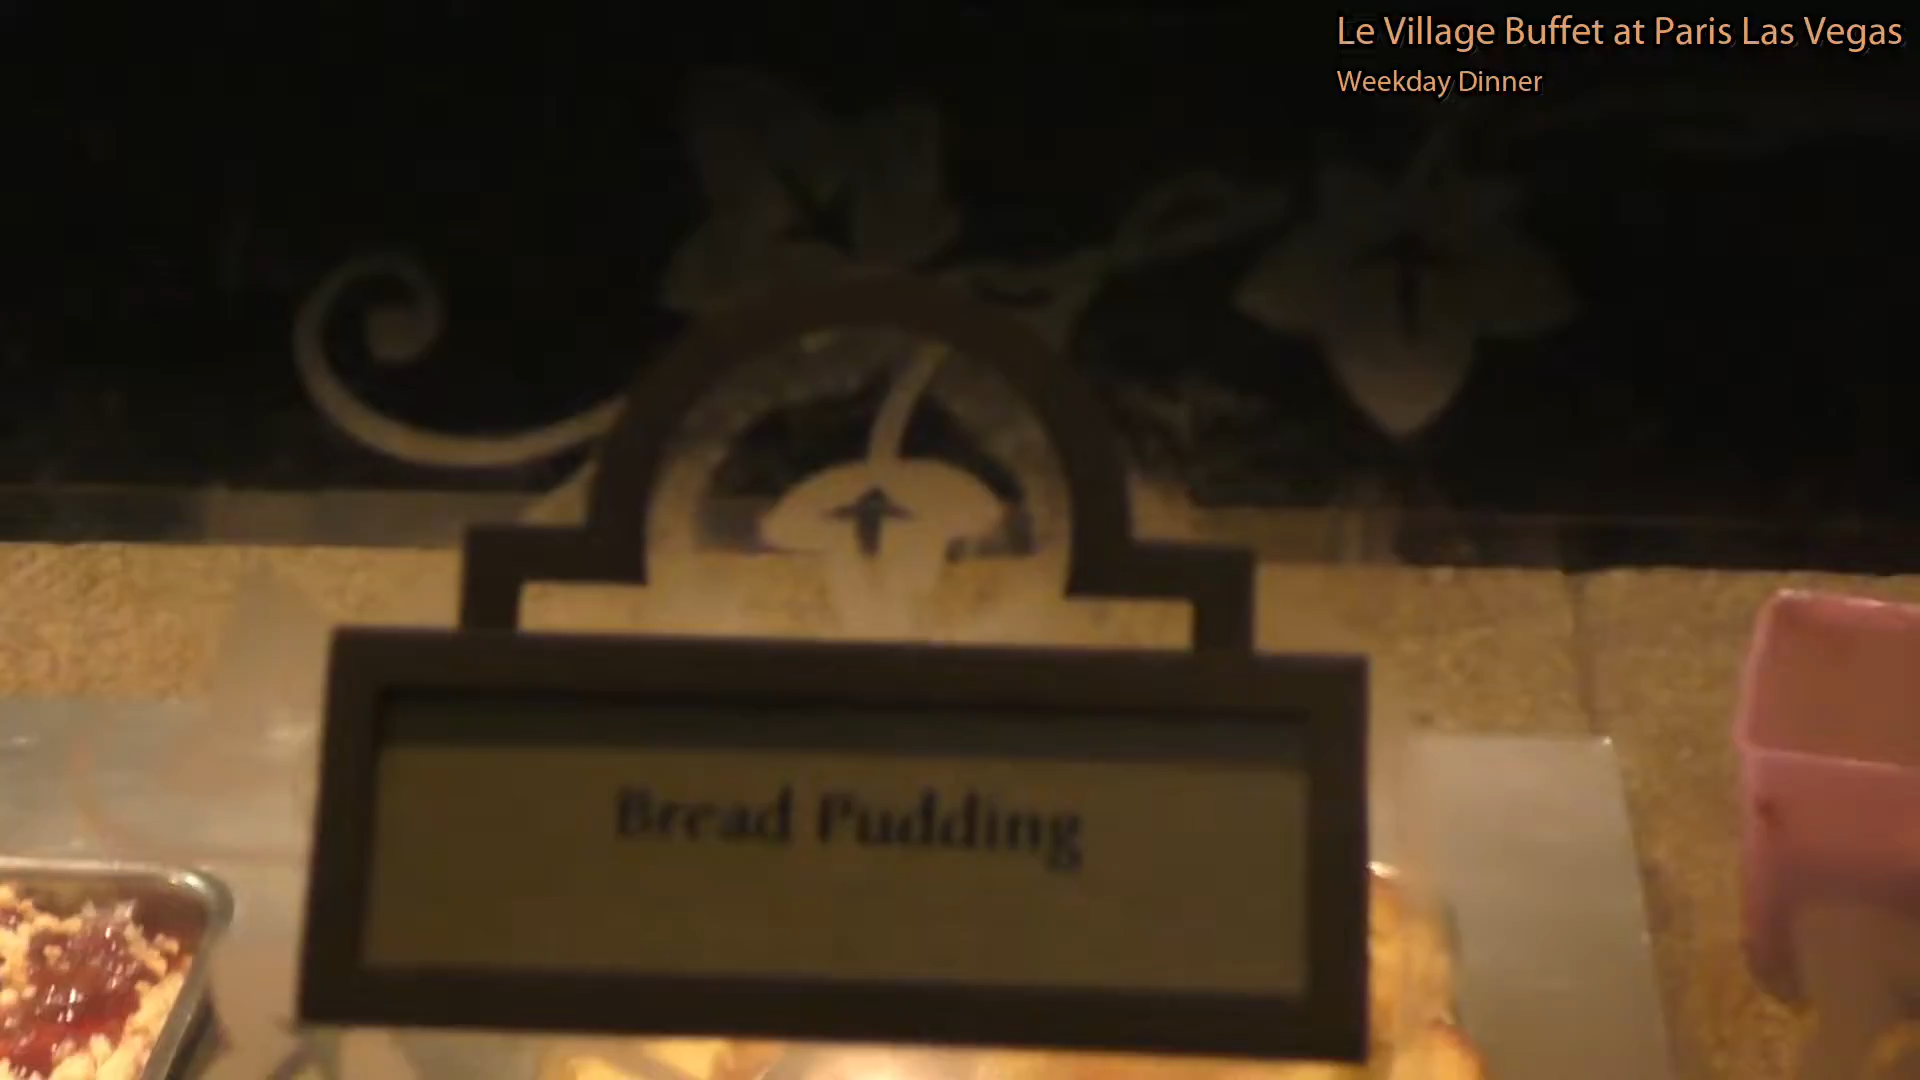 Le Village Buffet at Paris Las Vegas
Weekday Dinner
Bread Pudding